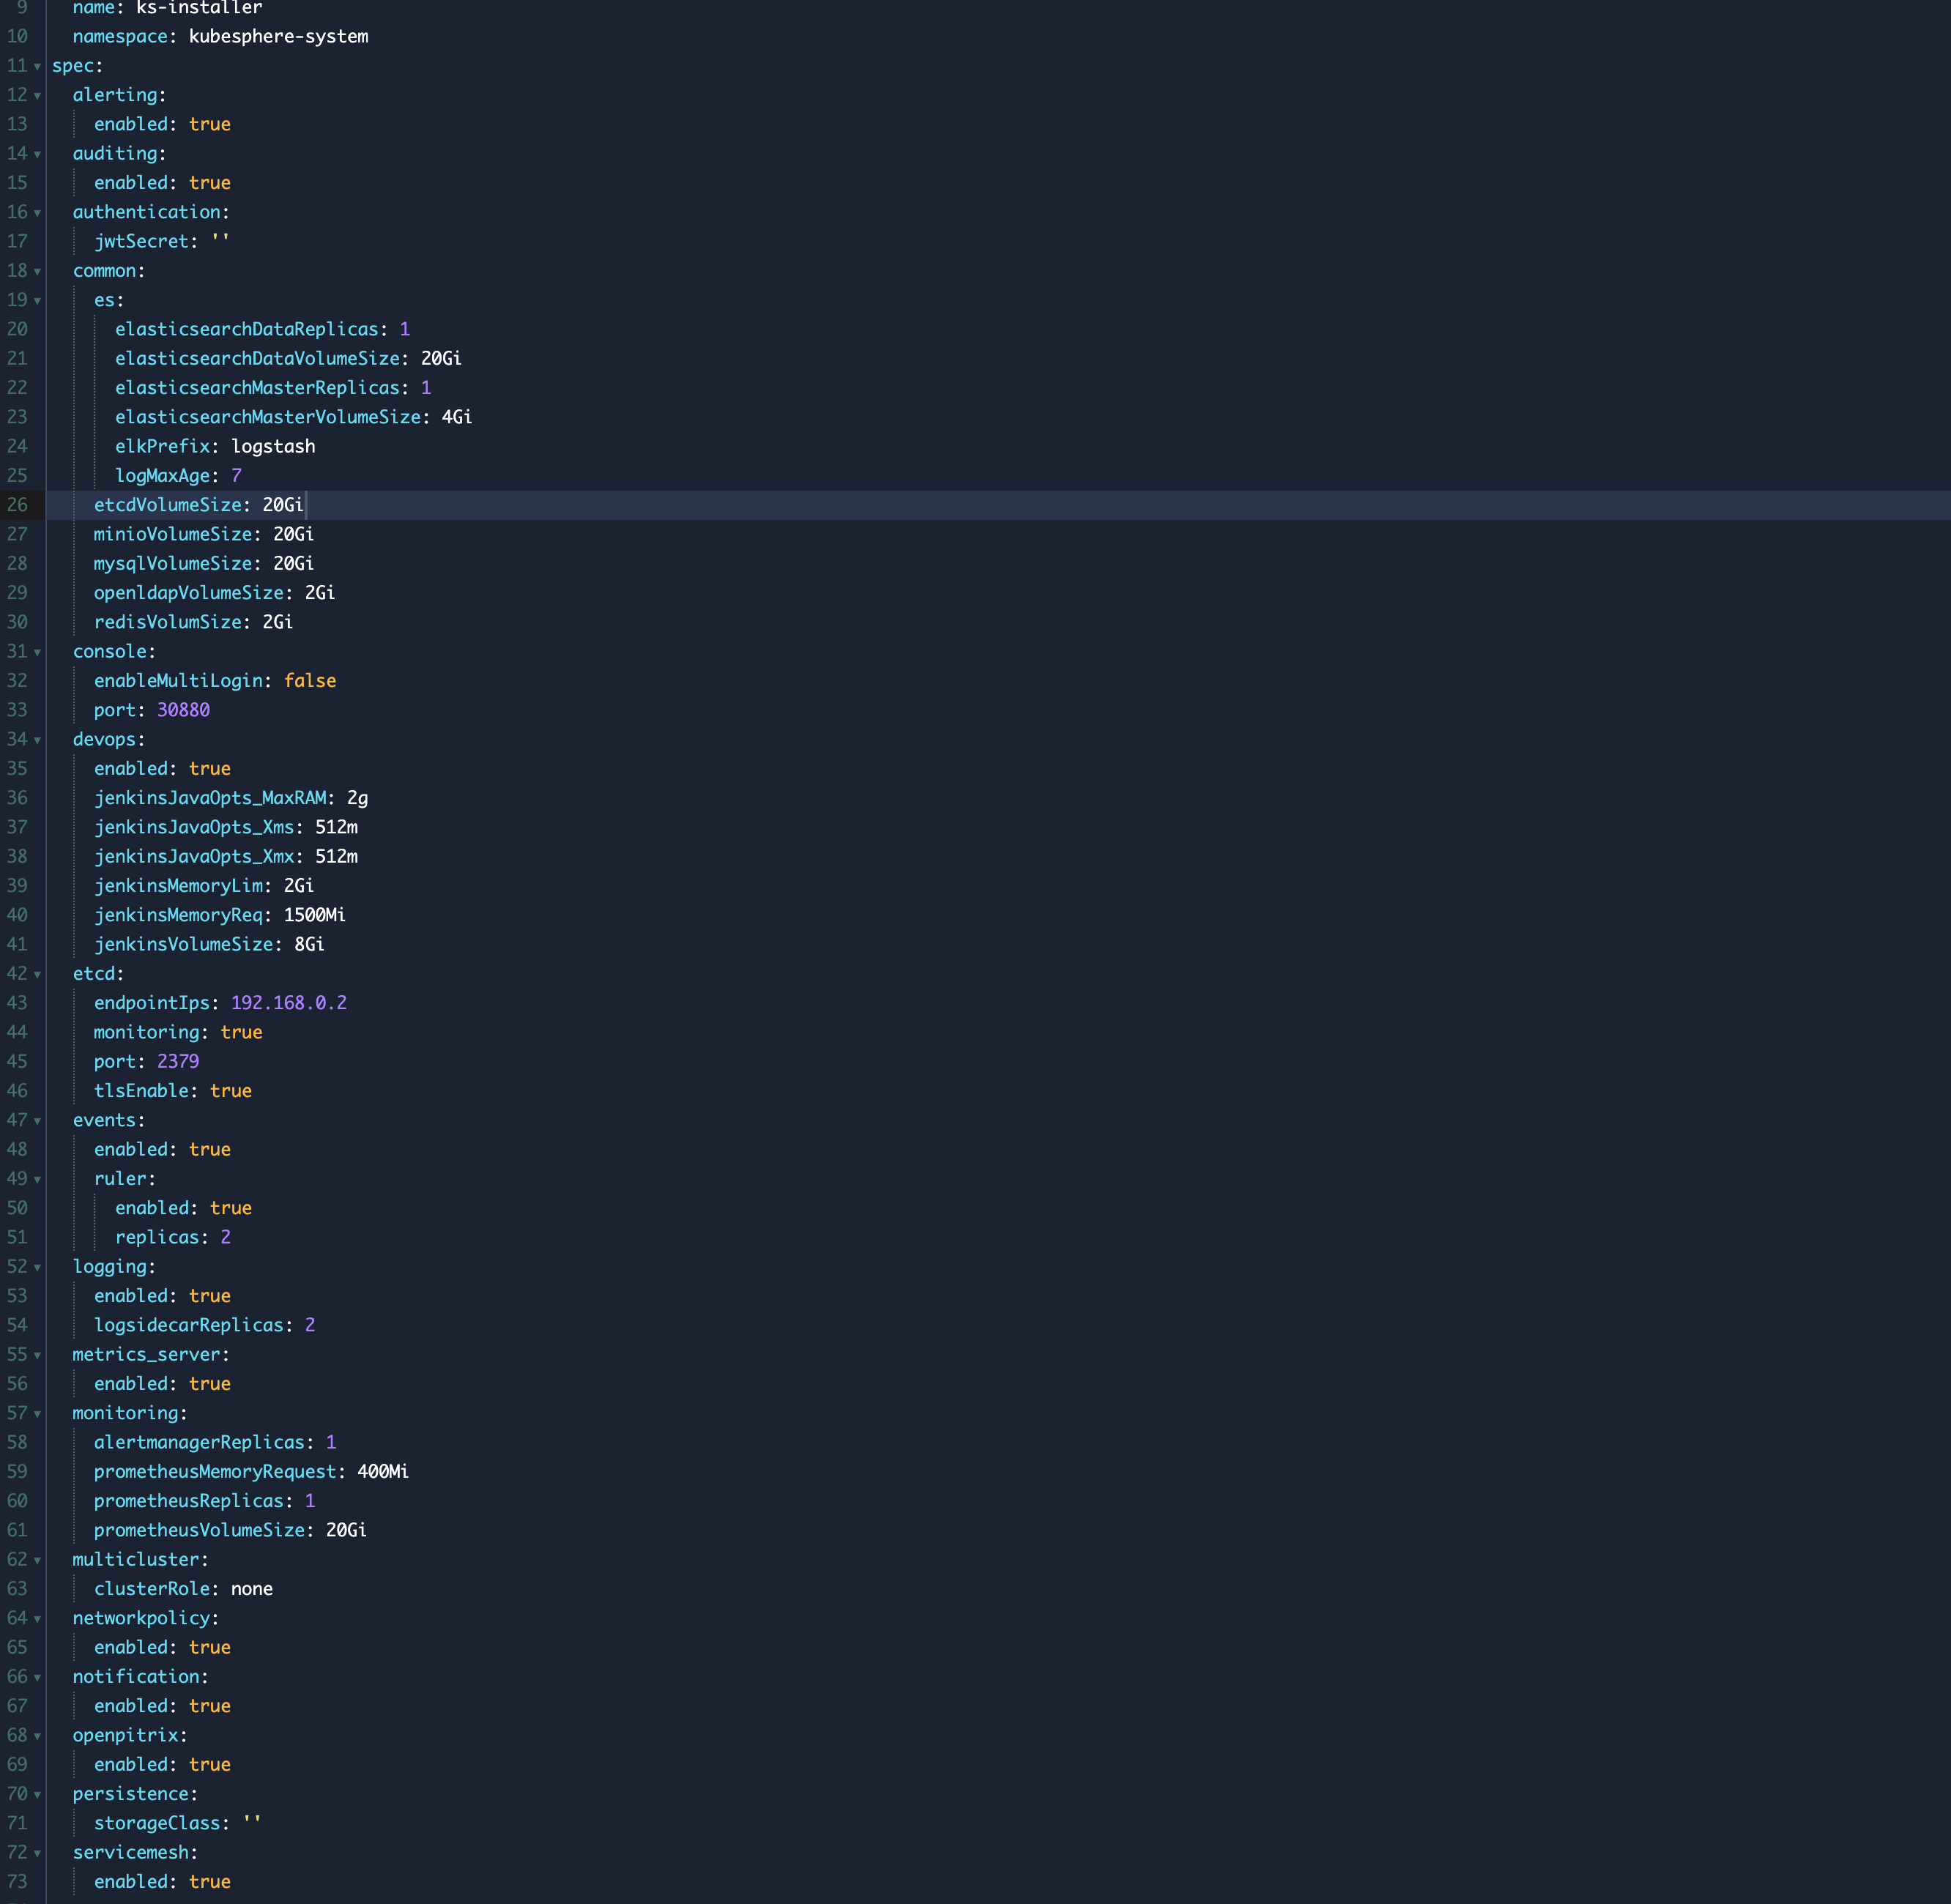 9 name: ks-installer
10 namespace: kubesphere-system
11 spec:
12 alerting:
13 enabled: true
14 auditing:
15 enabled: true
16 authentication:
17 jwtSecret: ''
18 common:
19 es:
20 elasticsearchDataReplicas: 1
21 elasticsearchDataVolumeSize: 20Gi
22 elasticsearchMasterReplicas: 1
23 elasticsearchMasterVolumeSize: 4Gi
24 elkPrefix: logstash
25 logMaxAge: 7
26 etcdVolumeSize: 20Gi
27 minioVolumeSize: 20Gi
28 mysqlVolumeSize: 20Gi
29 openldapVolumeSize: 2Gi
30 redisVolumSize: 2Gi
31 console:
32 enableMultiLogin: false
33 port: 30880
34 devops:
35 enabled: true
36 jenkinsJavaOpts_MaxRAM: 2g
37 jenkinsJavaOpts_Xms: 512m
38 jenkinsJavaOpts_Xmx: 512m
39 jenkinsMemoryLim: 2Gi
40 jenkinsMemoryReq: 1500Mi
41 jenkinsVolumeSize: 8Gi
42 etcd:
43 endpointIps: 192.168.0.2
44 monitoring: true
45 port: 2379
46 tlsEnable: true
47 events:
48 enabled: true
49 ruler:
50 enabled: true
51 replicas: 2
52 logging:
53 enabled: true
54 logsidecarReplicas: 2
55 metrics_server:
56 enabled: true
57 monitoring:
58 alertmanagerReplicas: 1
59 prometheusMemoryRequest: 400Mi
60 prometheusReplicas: 1
61 prometheusVolumeSize: 20Gi
62 multicluster:
63 clusterRole: none
64 networkpolicy:
65 enabled: true
66 notification:
67 enabled: true
68 openpitrix:
69 enabled: true
70 persistence:
71 storageClass: ''
72 servicemesh:
73 enabled: true